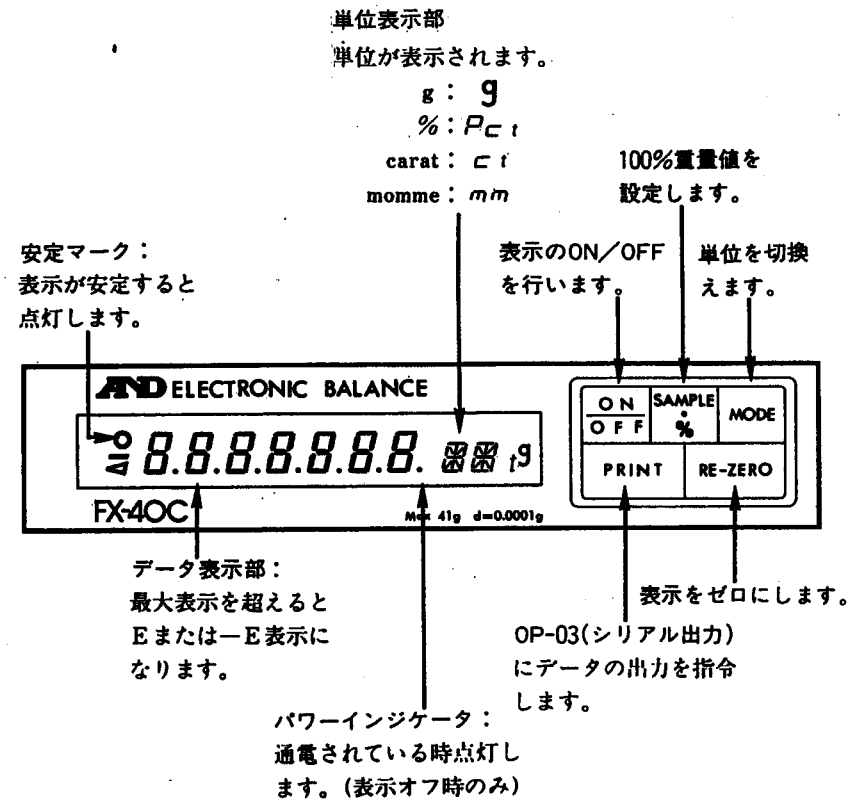 単位表示部
単位が表示されます。
g : g
% : Pct
carat : ct
momme : mm
100%重量値を
設定します。
安定マーク:
表示が安定すると
点灯します。
表示のON/OFF
を行います。
単位を切換
えます。
AND ELECTRONIC BALANCE
8.8.8.8.8.8.8. tg
FX-40C
Max 41g d=0.0001g
ON
OFF
SAMPLE
%
MODE
PRINT
RE-ZERO
データ表示部:
最大表示を超えると
Eまたは―E表示に
なります。
パワーインジケータ:
通電されている時点灯し
ます。(表示オフ時のみ)
表示をゼロにします。
OP-03(シリアル出力)
にデータの出力を指令
します。